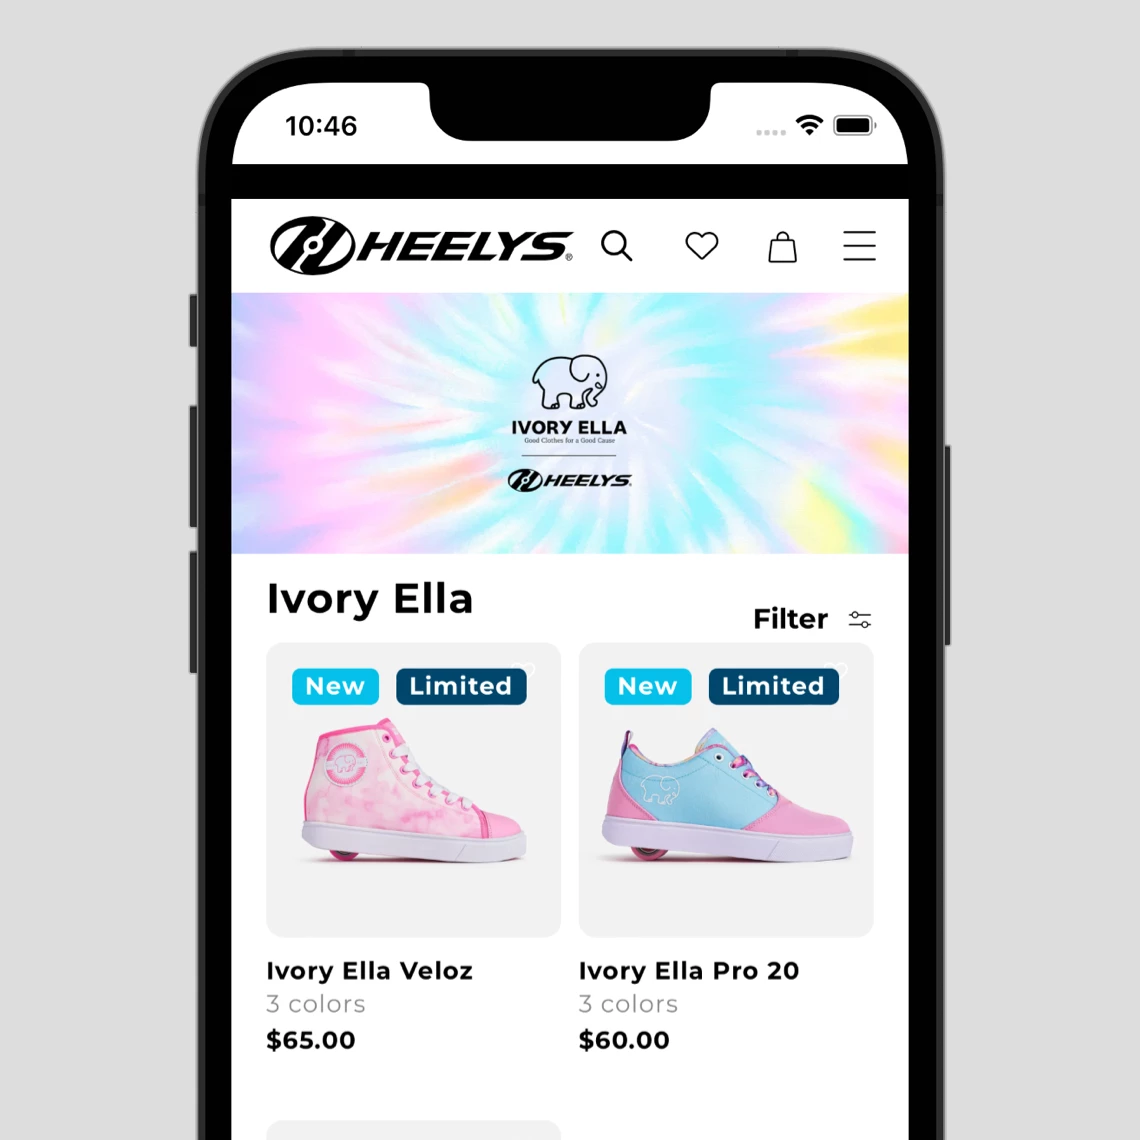 10:46
HEELYS®
IVORY ELLA
Good Clothes for a Good Cause
HEELYS
Ivory Ella
Filter
New Limited
New Limited
Ivory Ella Veloz
3 colors
$65.00
Ivory Ella Pro 20
3 colors
$60.00